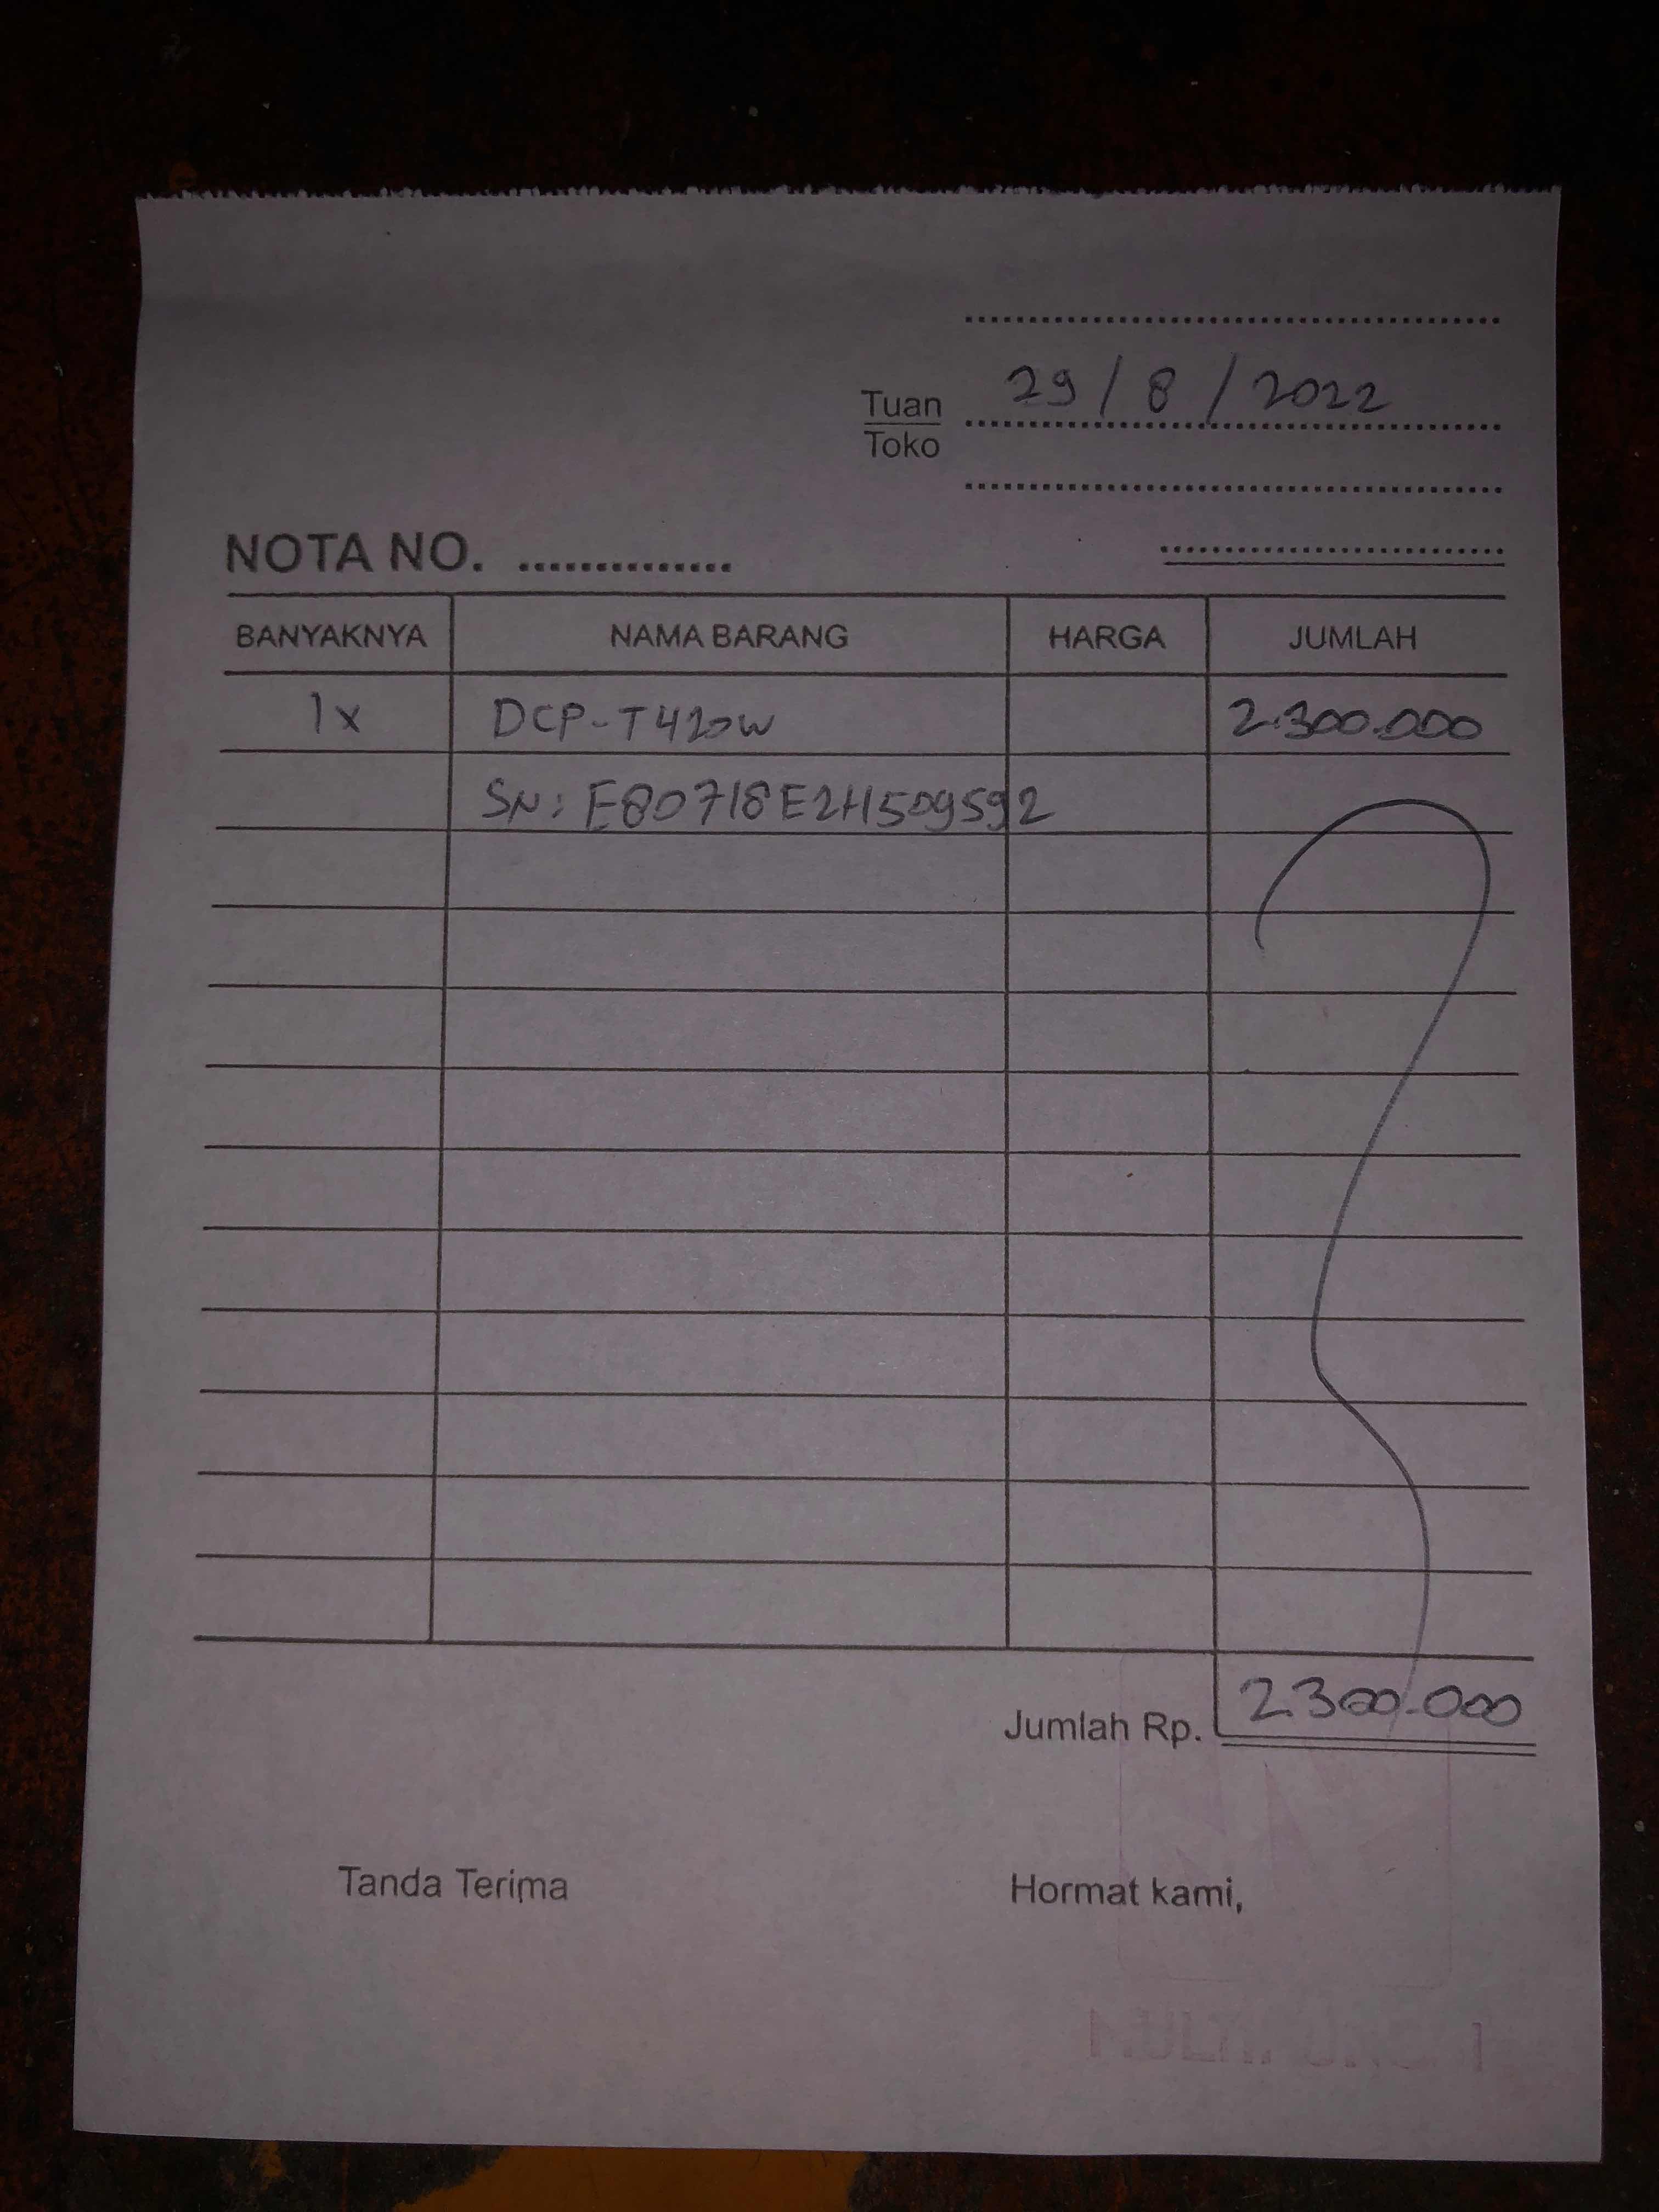 29/8/2022
Tuan
Toko
NOTA NO. ..............
BANYAKNYA NAMA BARANG HARGA JUMLAH
1x DCP-T420W 2.300.000
SN: E80718E2H509592
Jumlah Rp. 2.300.000
Tanda Terima Hormat kami,